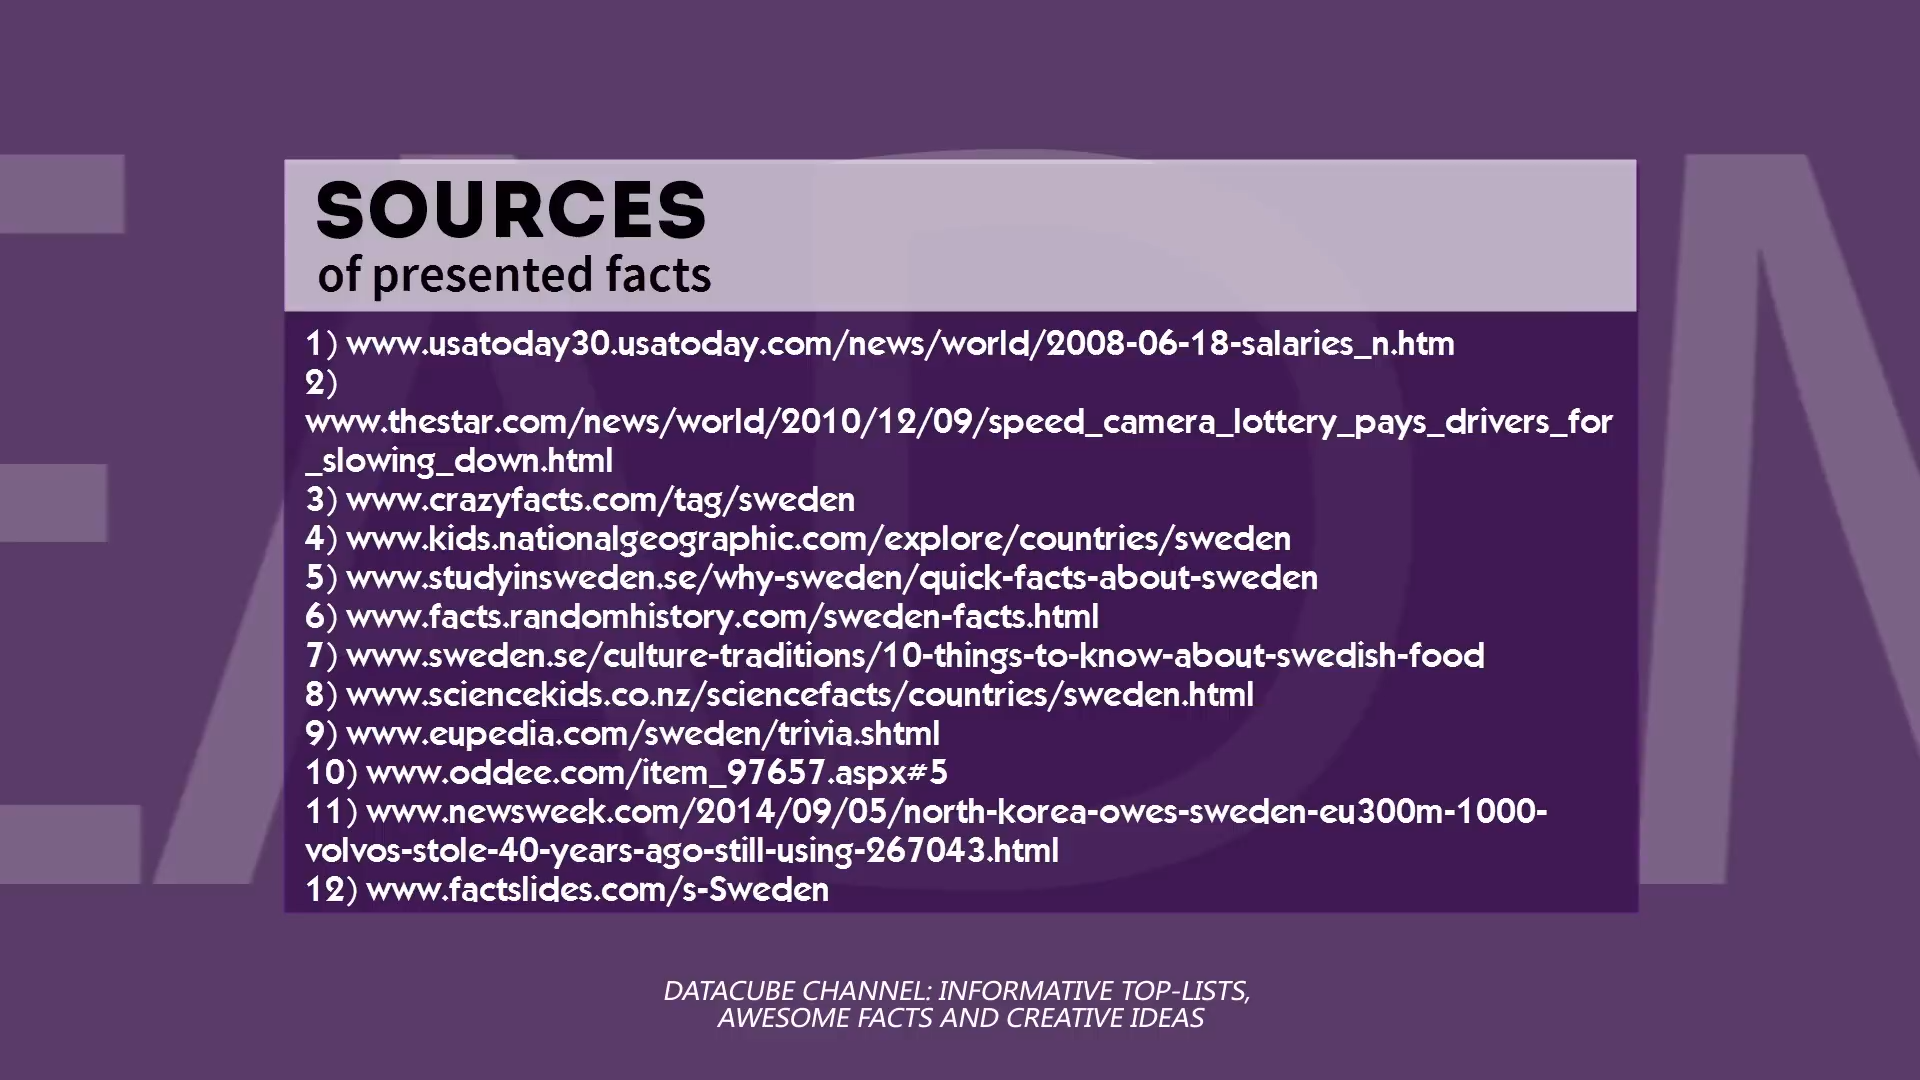 SOURCES
of presented facts
1) www.usatoday30.usatoday.com/news/world/2008-06-18-salaries_n.htm
2)
www.thestar.com/news/world/2010/12/09/speed_camera_lottery_pays_drivers_for
_slowing_down.html
3) www.crazyfacts.com/tag/sweden
4) www.kids.nationalgeographic.com/explore/countries/sweden
5) www.studyinsweden.se/why-sweden/quick-facts-about-sweden
6) www.facts.randomhistory.com/sweden-facts.html
7) www.sweden.se/culture-traditions/10-things-to-know-about-swedish-food
8) www.sciencekids.co.nz/sciencefacts/countries/sweden.html
9) www.eupedia.com/sweden/trivia.shtml
10) www.oddee.com/item_97657.aspx#5
11) www.newsweek.com/2014/09/05/north-korea-owes-sweden-eu300m-1000-
volvos-stole-40-years-ago-still-using-267043.html
12) www.factslides.com/s-Sweden
DATACUBE CHANNEL: INFORMATIVE TOP-LISTS,
AWESOME FACTS AND CREATIVE IDEAS